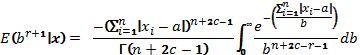 E(b^{r+1}|x) = \frac{-(\sum_{i=1}^{n}|x_i-a|)^{n+2c-1}}{\Gamma(n+2c-1)} \int_0^\infty \frac{e^{-\left(\frac{\sum_{i=1}^{n}|x_i-a|}{b}\right)}}{b^{n+2c-r-1}} db